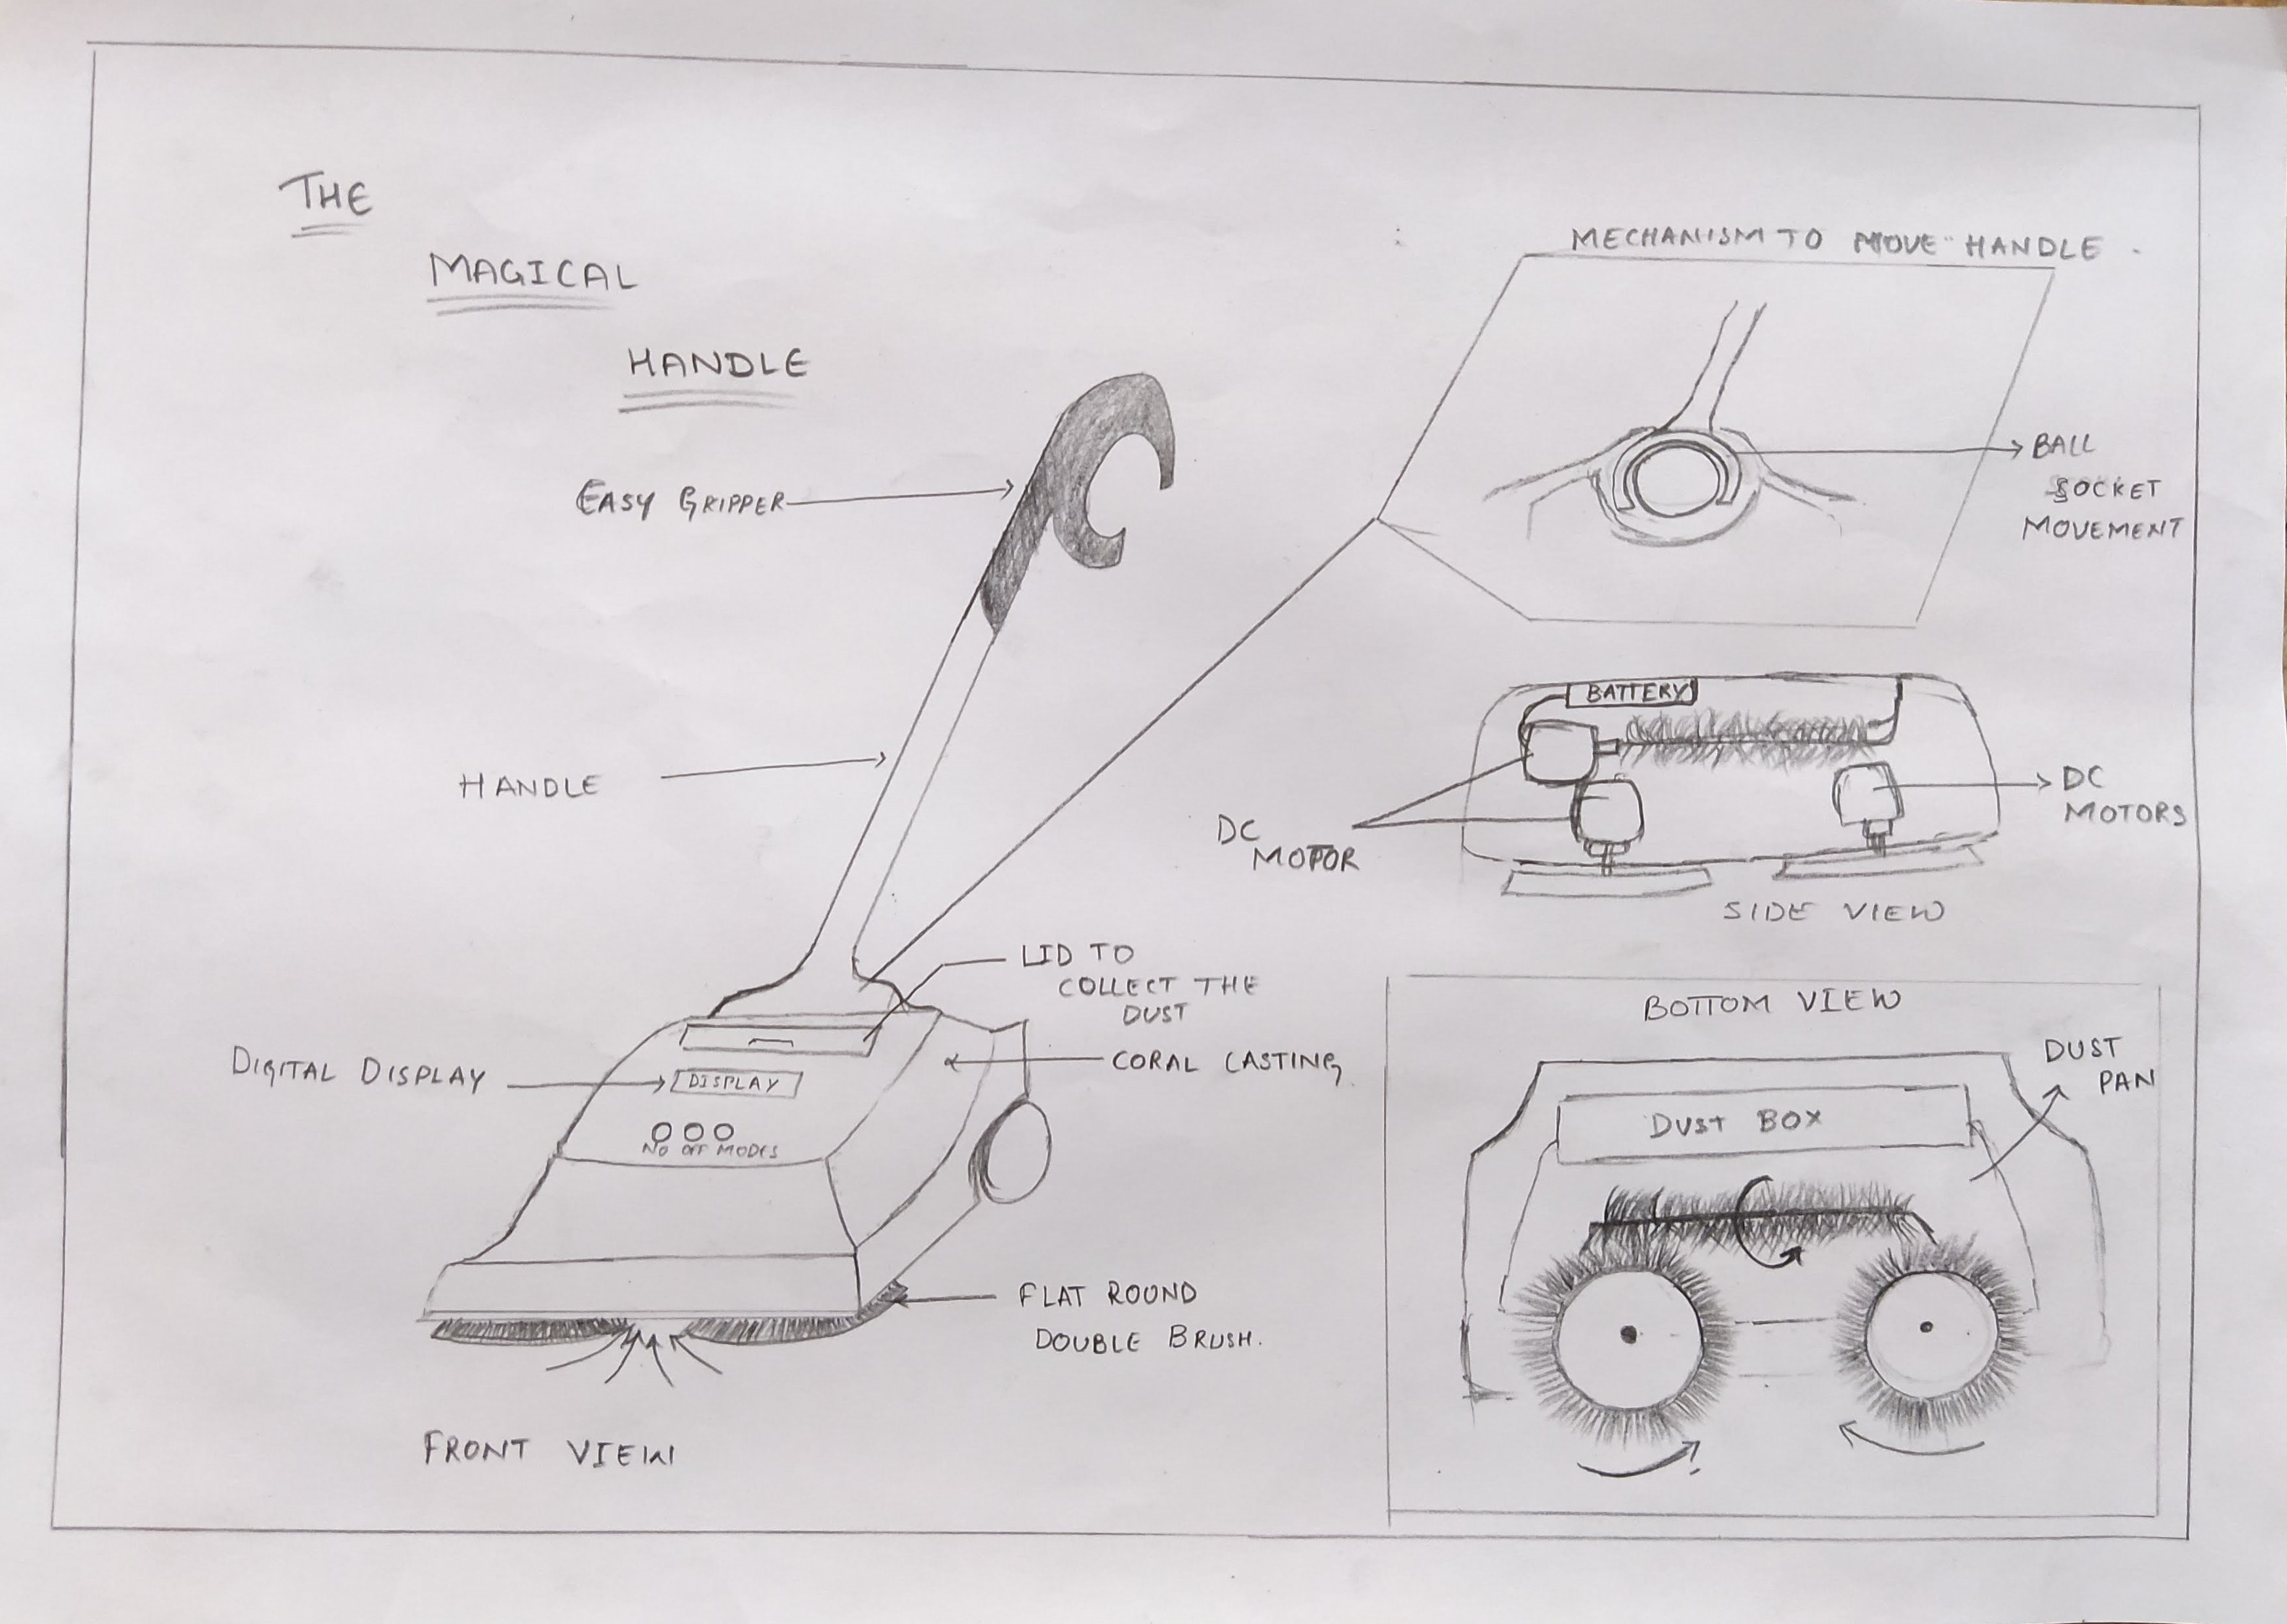 THE
MAGICAL
HANDLE
EASY GRIPPER
HANDLE
LID TO
COLLECT THE
DUST
DIGITAL DISPLAY
DISPLAY
CORAL CASTING
NO OFF MODES
FLAT ROUND
DOUBLE BRUSH.
FRONT VIEW
MECHANISM TO MOVE HANDLE
BALL
SOCKET
MOVEMENT
BATTERY
DC
MOTOR
DC
MOTORS
SIDE VIEW
BOTTOM VIEW
DUST
PAN
DUST BOX